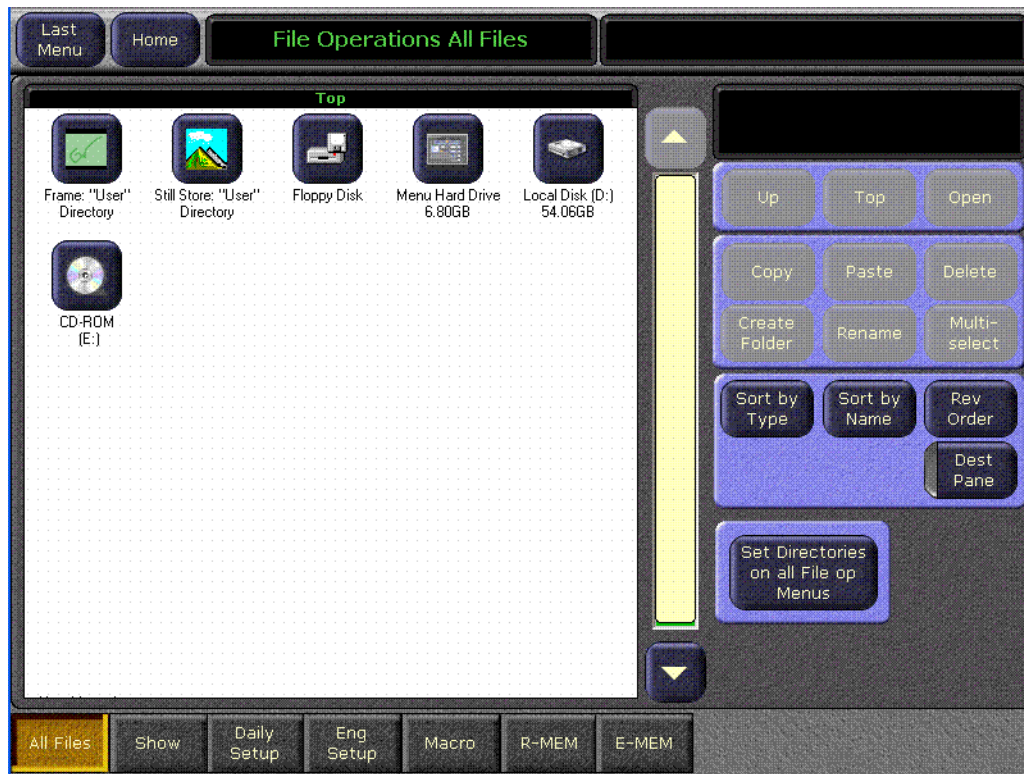 Last
Menu
Home
File Operations All Files
Top
Frame: "User"
Directory
Still Store: "User"
Directory
Floppy Disk
Menu Hard Drive
6.80GB
Local Disk (D:)
54.06GB
CD-ROM
(E:)
Up
Top
Open
Copy
Paste
Delete
Create
Folder
Rename
Multi-
select
Sort by
Type
Sort by
Name
Rev
Order
Dest
Pane
Set Directories
on all File op
Menus
All Files
Show
Daily
Setup
Eng
Setup
Macro
R-MEM
E-MEM